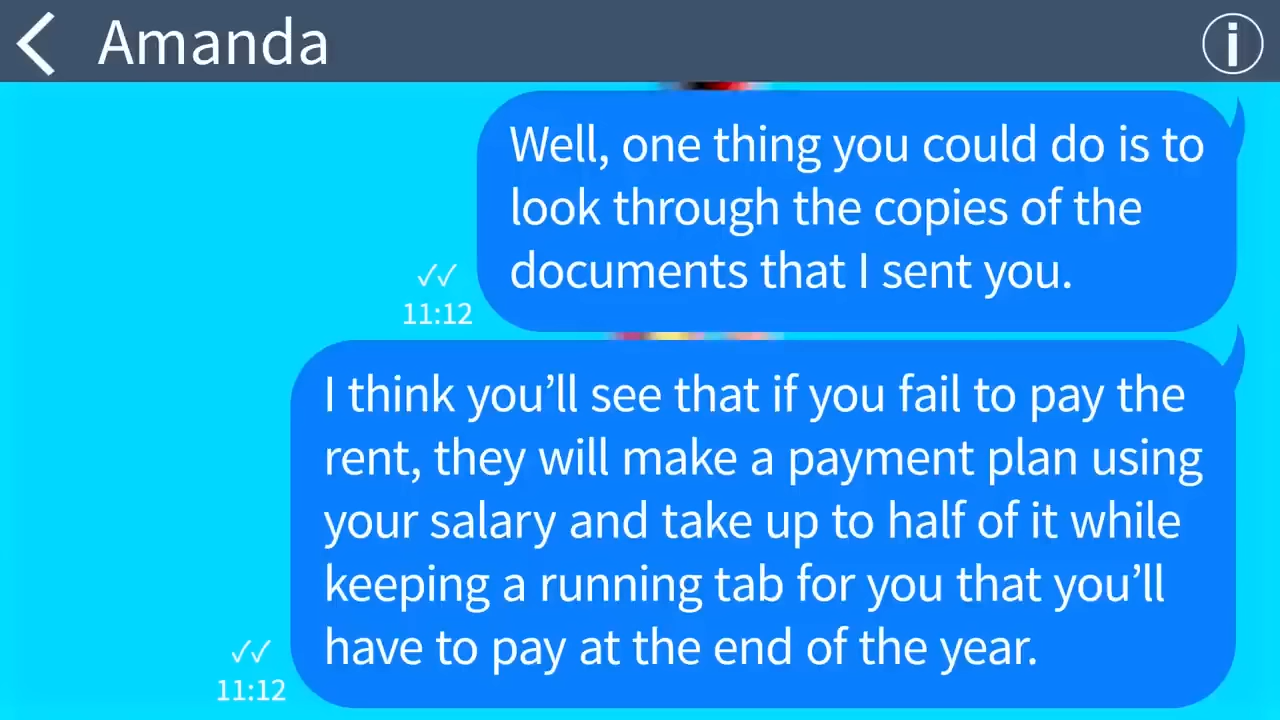 Amanda
Well, one thing you could do is to
look through the copies of the
documents that I sent you.
11:12
I think you’ll see that if you fail to pay the
rent, they will make a payment plan using
your salary and take up to half of it while
keeping a running tab for you that you’ll
have to pay at the end of the year.
11:12